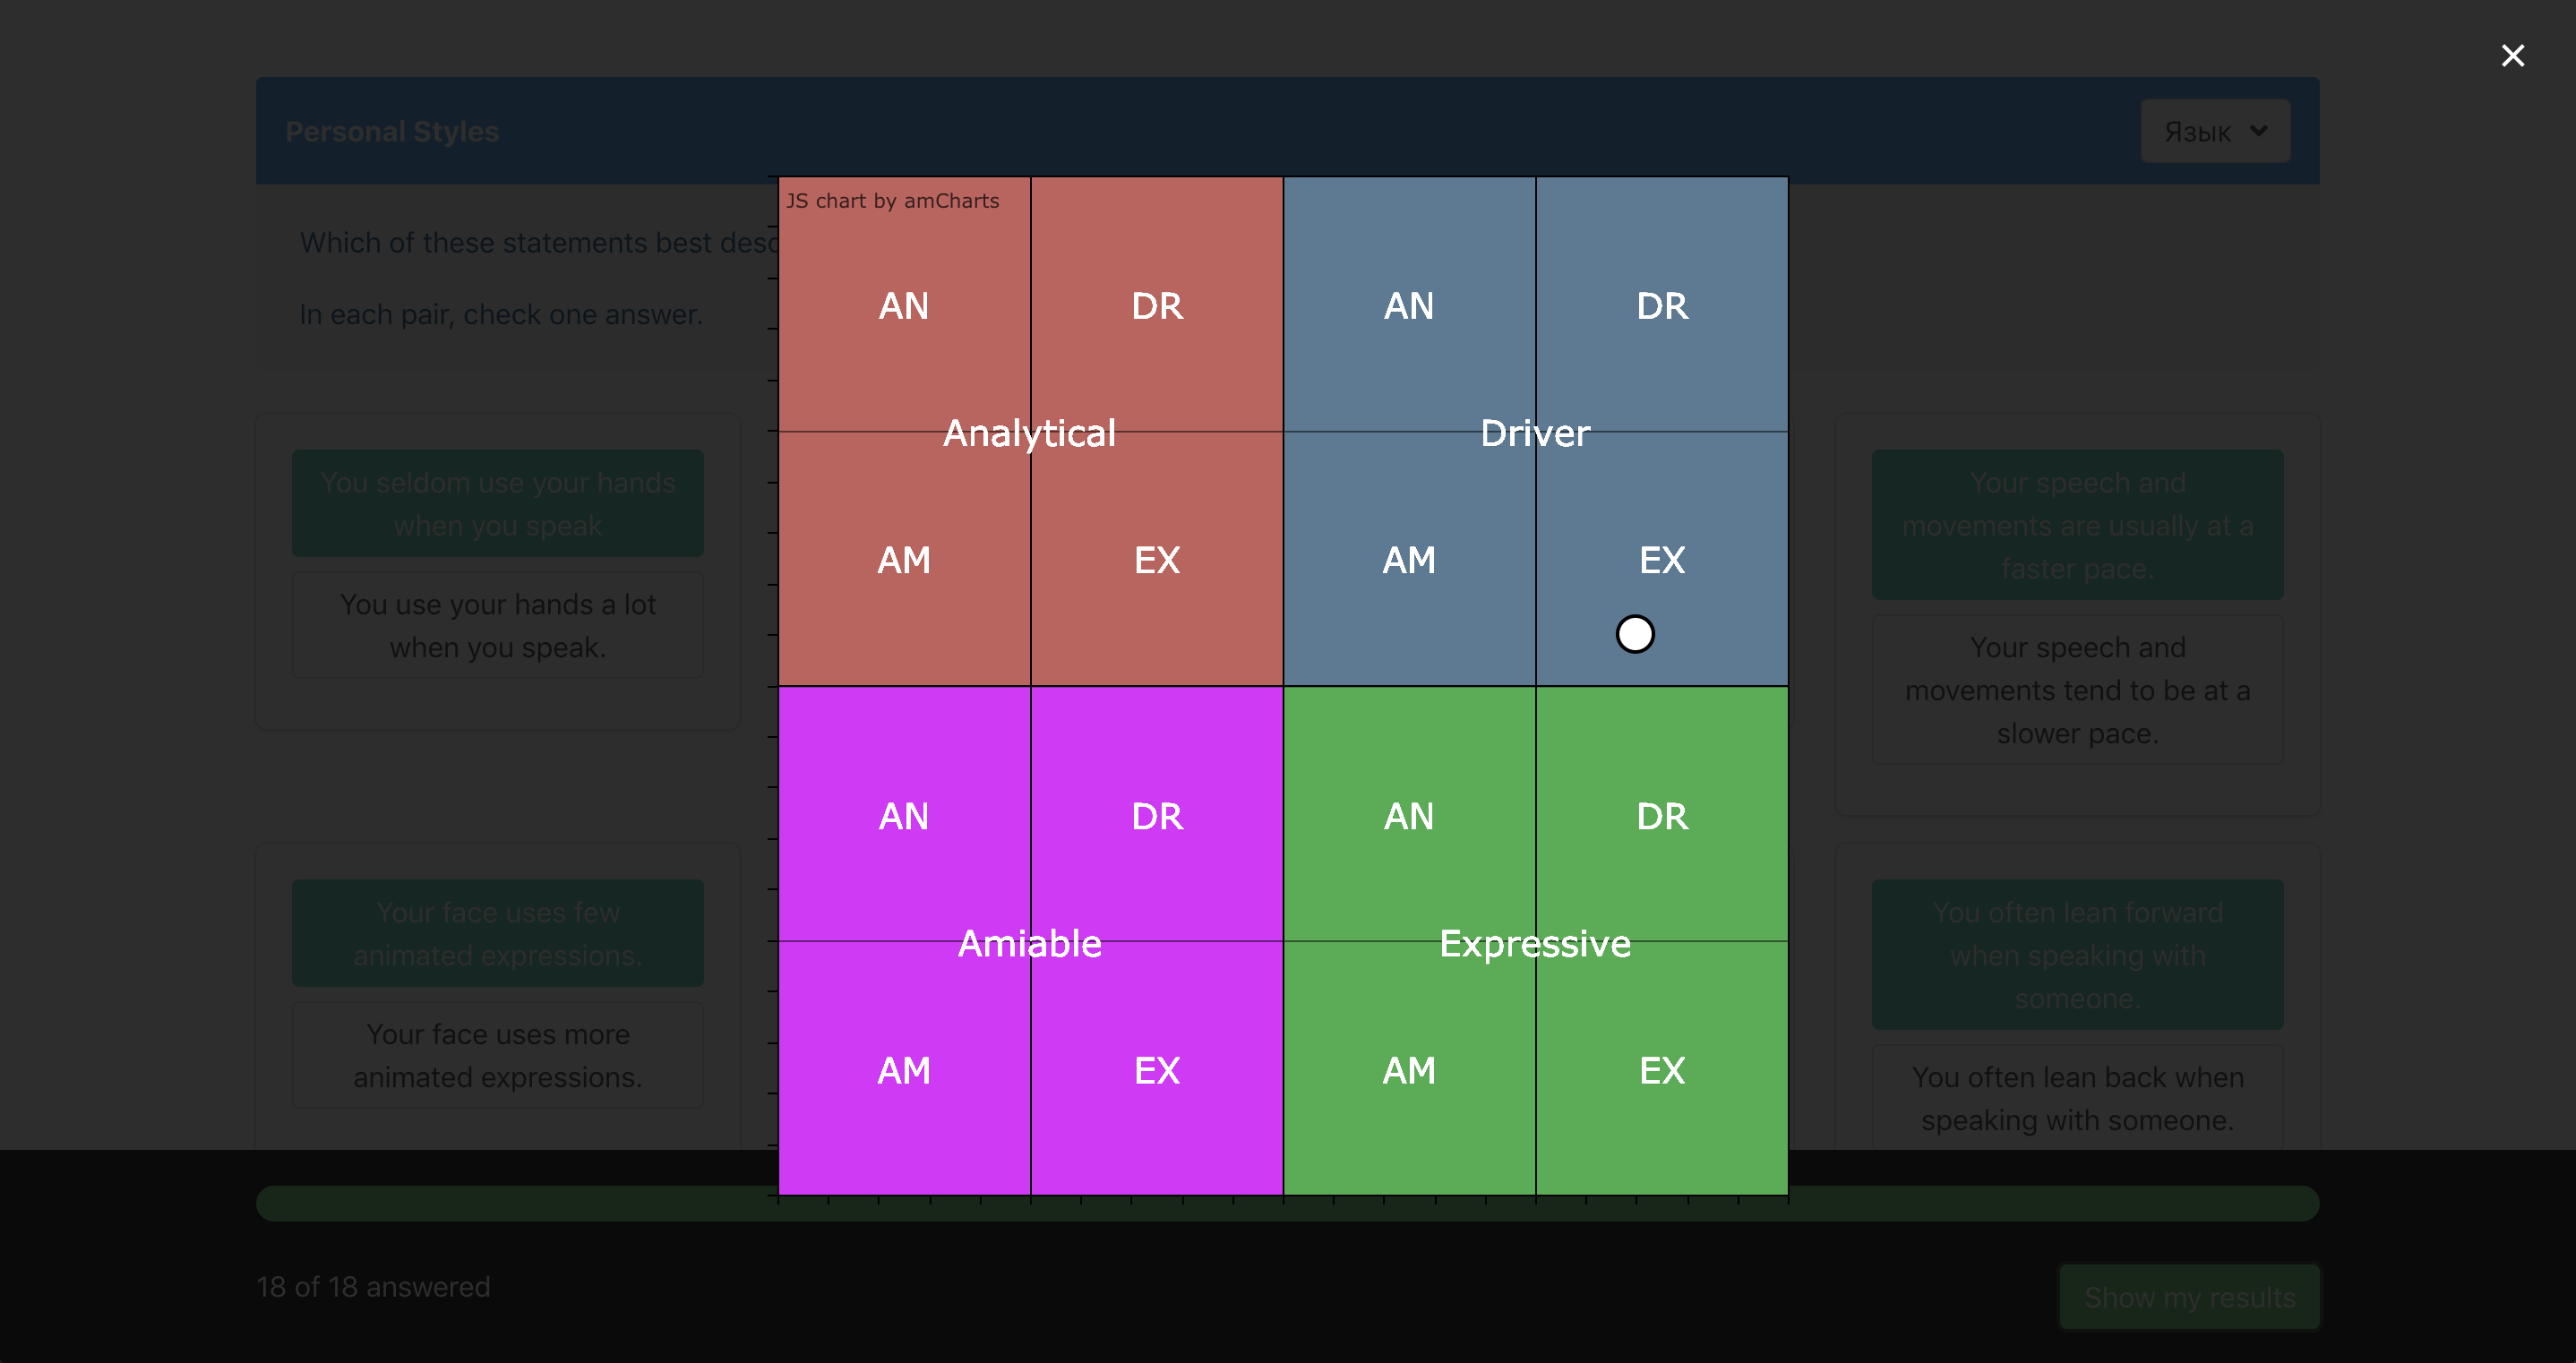 Personal Styles
Язык
JS chart by amCharts
Which of these statements best desc
In each pair, check one answer.
AN DR AN DR
Analytical Driver
AM EX AM EX
You seldom use your hands
when you speak
You use your hands a lot
when you speak.
Your speech and
movements are usually at a
faster pace.
Your speech and
movements tend to be at a
slower pace.
AN DR AN DR
Amiable Expressive
AM EX AM EX
Your face uses few
animated expressions.
Your face uses more
animated expressions.
You often lean forward
when speaking with
someone.
You often lean back when
speaking with someone.
18 of 18 answered
Show my results